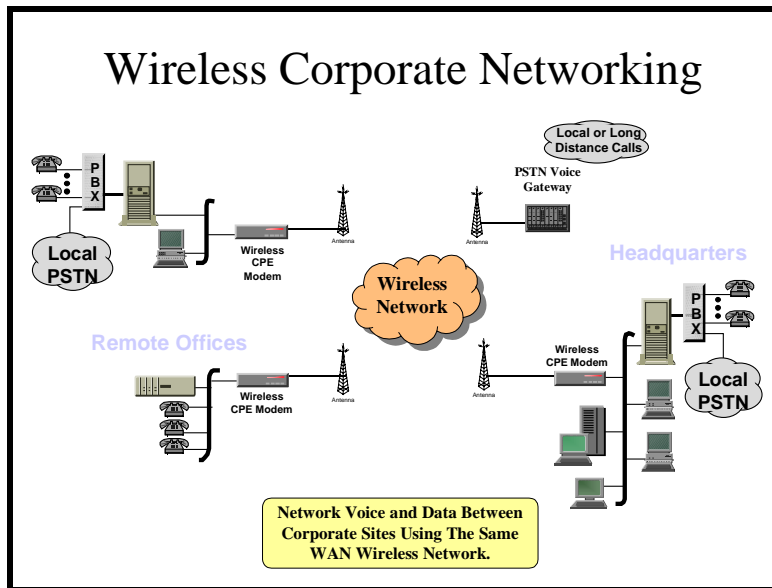 Wireless Corporate Networking
Local or Long
Distance Calls
PSTN Voice
Gateway
P
B
X
Local
PSTN
Wireless
CPE
Modem
Antenna
Antenna
Headquarters
Wireless
Network
Remote Offices
Wireless
CPE Modem
Antenna
Antenna
Wireless
CPE Modem
P
B
X
Local
PSTN
Network Voice and Data Between
Corporate Sites Using The Same
WAN Wireless Network.